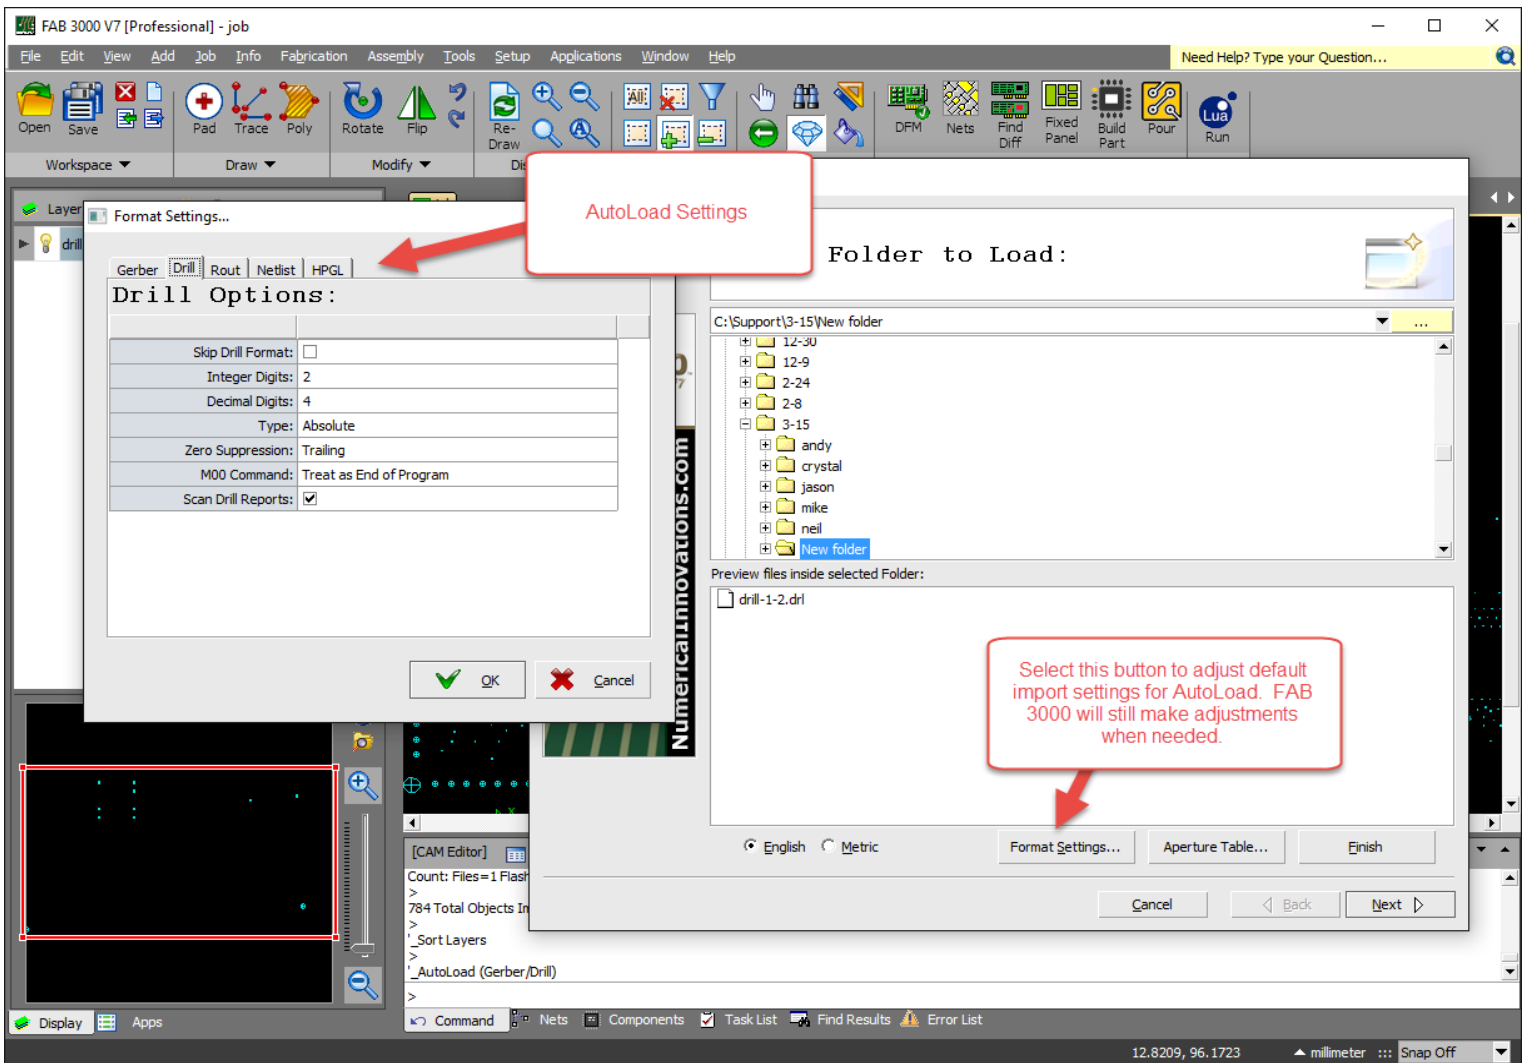 FAB 3000 V7 [Professional] - job
File Edit View Add Job Info Fabrication Assembly Tools Setup Applications Window Help
Need Help? Type your Question...
Open Save Pad Trace Poly Rotate Flip Re-Draw All DFM Nets Find Diff Fixed Panel Build Part Pour Lua Run
Workspace Draw Modify
Layer
drill
Format Settings...
Gerber Drill Rout Netlist HPGL
Drill Options:
Skip Drill Format:
Integer Digits: 2
Decimal Digits: 4
Type: Absolute
Zero Suppression: Trailing
M00 Command: Treat as End of Program
Scan Drill Reports:
OK Cancel
AutoLoad Settings
Folder to Load:
C:\Support\3-15\New folder
...
12-30
12-9
2-24
2-8
3-15
andy
crystal
jason
mike
neil
New folder
Preview files inside selected Folder:
drill-1-2.drl
NumericalInnovations.com
Select this button to adjust default
import settings for AutoLoad. FAB
3000 will still make adjustments
when needed.
English Metric
Format Settings... Aperture Table... Finish
Cancel Back Next
[CAM Editor]
Count: Files=1 Flash
>
784 Total Objects
>
'_Sort Layers
>
'_AutoLoad (Gerber/Drill)
>
Display Apps
Command Nets Components Task List Find Results Error List
12.8209, 96.1723 millimeter Snap Off